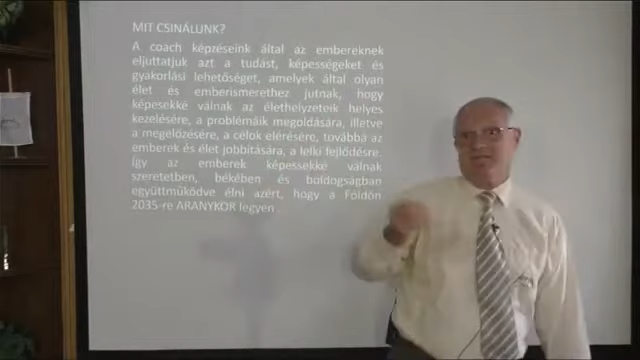 MIT CSINÁLUNK?
A coach képzéseink által az embereknek
eljuttatjuk azt a tudást, képességeket és
gyakorlási lehetőséget, amelyek által olyan
élet és emberismerethez jutnak, hogy
képesekké válnak az élethelyzeteik helyes
kezelésére, a problémáik megoldására, illetve
a megelőzésére, a célok elérésére, továbbá az
emberek és élet jobbítására, a lelki fejlődésre.
Így az emberek képessekké válnak
szeretetben, békében és boldogságban
együttműködve élni azért, hogy a Földön
2035-re ARANYKOR legyen .